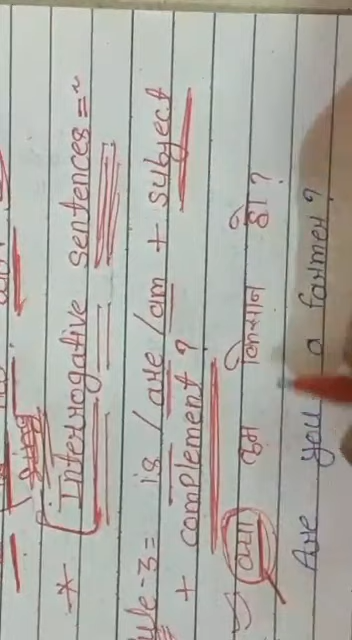 * Interrogative sentences =~
Rule-3= is/are/am + subject
+ complement ?
क्या तुम किसान हो ?
Are you a farmer ?